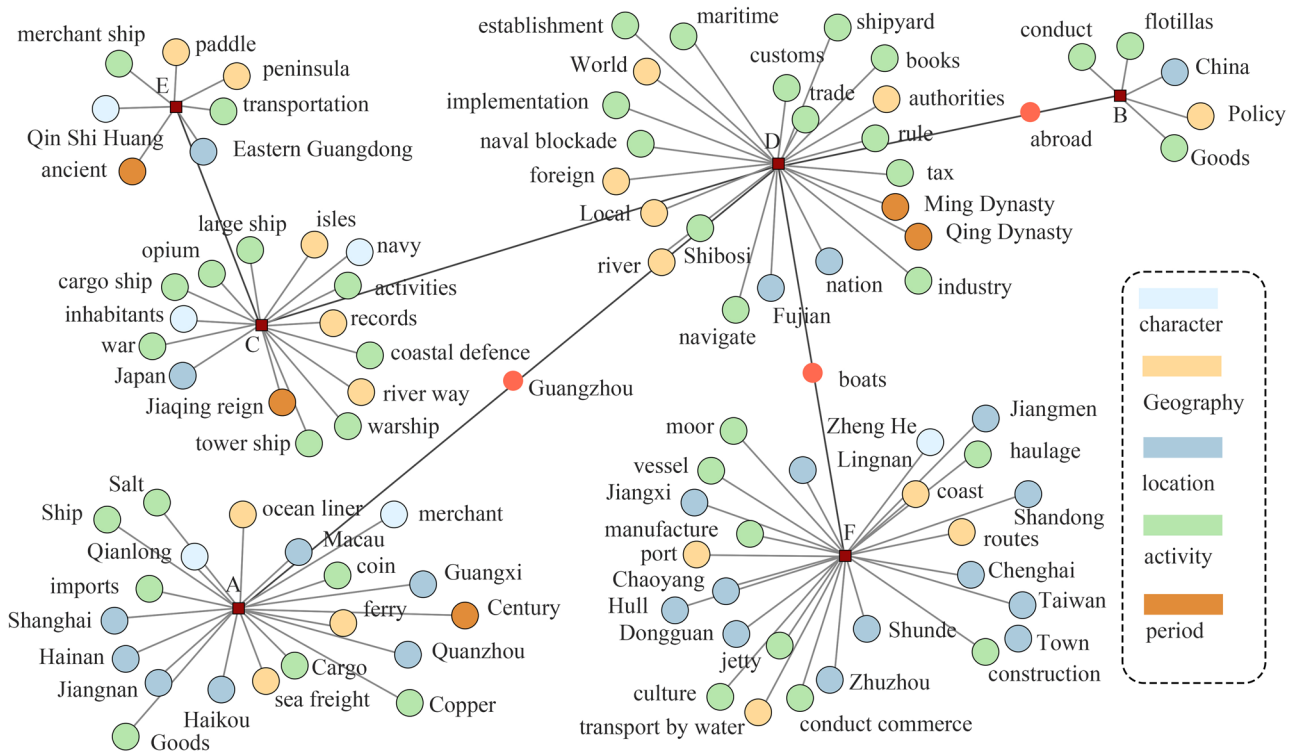 merchant ship
paddle
peninsula
E
transportation
Qin Shi Huang
Eastern Guangdong
ancient
establishment
maritime
shipyard
World
customs
books
implementation
trade
authorities
naval blockade
rule
D
foreign
tax
Local
Ming Dynasty
Qing Dynasty
river
Shibosi
nation
industry
Fujian
navigate
conduct
flotillas
China
B
Policy
abroad
Goods
large ship
isles
opium
navy
cargo ship
activities
inhabitants
records
war
C
coastal defence
Japan
river way
Jiaqing reign
warship
tower ship
Guangzhou
boats
Salt
ocean liner
merchant
Ship
Macau
Qianlong
coin
imports
A
Guangxi
Shanghai
ferry
Century
Hainan
Quanzhou
Jiangnan
Cargo
sea freight
Haikou
Copper
Goods
moor
Zheng He
Jiangmen
vessel
Lingnan
haulage
Jiangxi
coast
Shandong
manufacture
F
routes
port
Chaoyang
Chenghai
Hull
Taiwan
Dongguan
Shunde
Town
jetty
construction
culture
Zhuzhou
transport by water
conduct commerce
character
Geography
location
activity
period